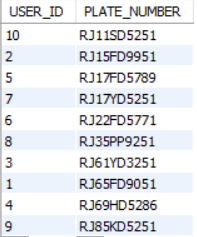 USER_ID PLATE_NUMBER
10 RJ11SD5251
2 RJ15FD9951
5 RJ17FD5789
7 RJ17YD5251
6 RJ22FD5771
8 RJ35PP9251
3 RJ61YD3251
1 RJ65FD9051
4 RJ69HD5286
9 RJ85KD5251